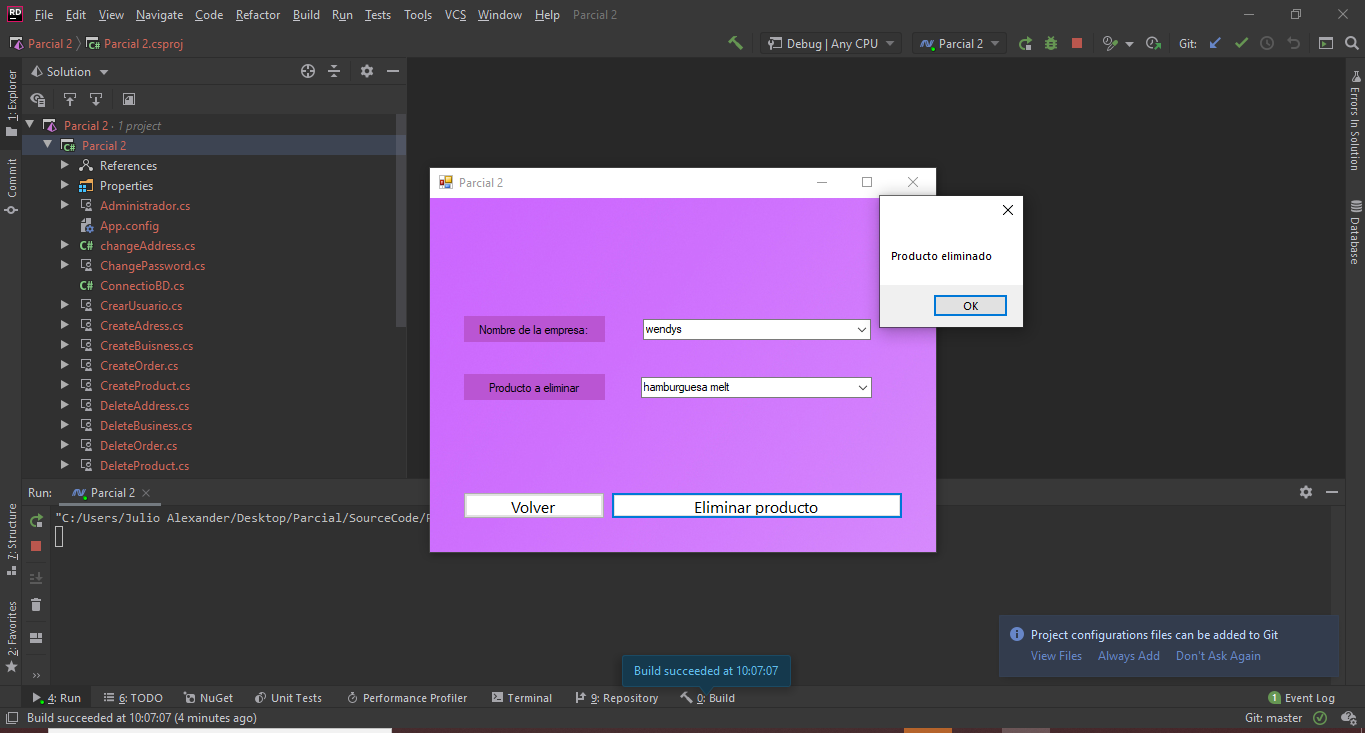 File Edit View Navigate Code Refactor Build Run Tests Tools VCS Window Help Parcial 2
Parcial 2 Parcial 2.csproj
Debug | Any CPU
Parcial 2
Git:
1: Explorer
Commit
Solution
Parcial 2 · 1 project
Parcial 2
References
Properties
Administrador.cs
App.config
changeAddress.cs
ChangePassword.cs
ConnectioBD.cs
CrearUsuario.cs
CreateAdress.cs
CreateBuisness.cs
CreateOrder.cs
CreateProduct.cs
DeleteAddress.cs
DeleteBusiness.cs
DeleteOrder.cs
DeleteProduct.cs
Parcial 2
Nombre de la empresa:
wendys
Producto a eliminar
hamburguesa melt
Volver
Eliminar producto
Producto eliminado
OK
Errors In Solution
Database
Run: Parcial 2
"C:/Users/Julio Alexander/Desktop/Parcial/SourceCode/
7: Structure
2: Favorites
Project configurations files can be added to Git
View Files Always Add Don't Ask Again
Build succeeded at 10:07:07
4: Run 6: TODO NuGet Unit Tests Performance Profiler Terminal 9: Repository 0: Build
1 Event Log
Build succeeded at 10:07:07 (4 minutes ago)
Git: master